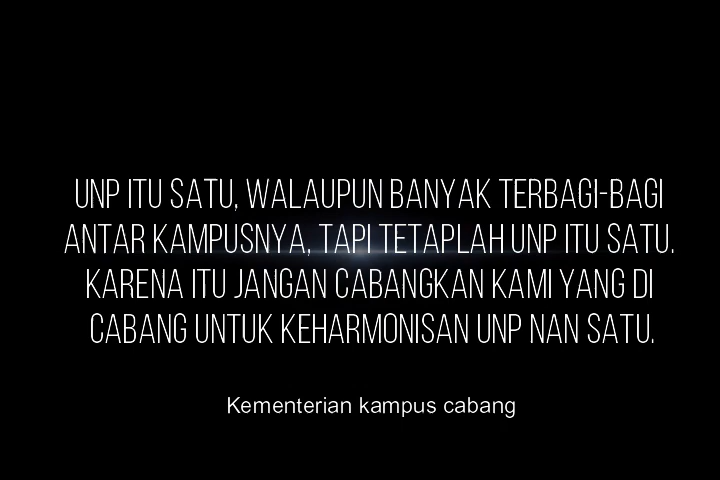 UNP ITU SATU, WALAUPUN BANYAK TERBAGI-BAGI
ANTAR KAMPUSNYA, TAPI TETAPLAH UNP ITU SATU.
KARENA ITU JANGAN CABANGKAN KAMI YANG DI
CABANG UNTUK KEHARMONISAN UNP NAN SATU.
Kementerian kampus cabang